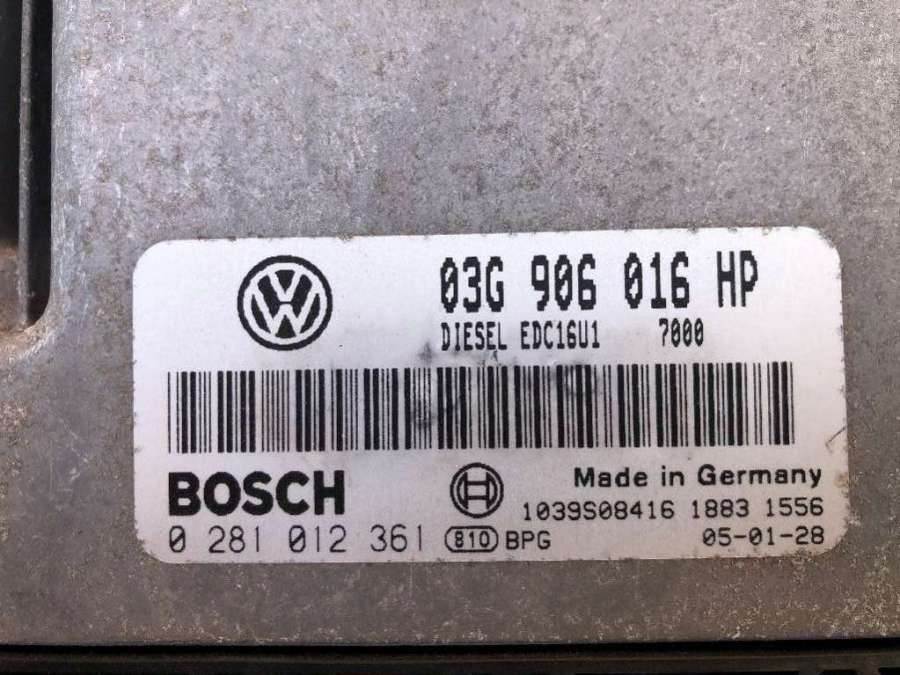 03G 906 016 HP
DIESEL EDC16U1 7000
BOSCH
Made in Germany
1039S08416 1883 1556
0 281 012 361 810 BPG 05-01-28